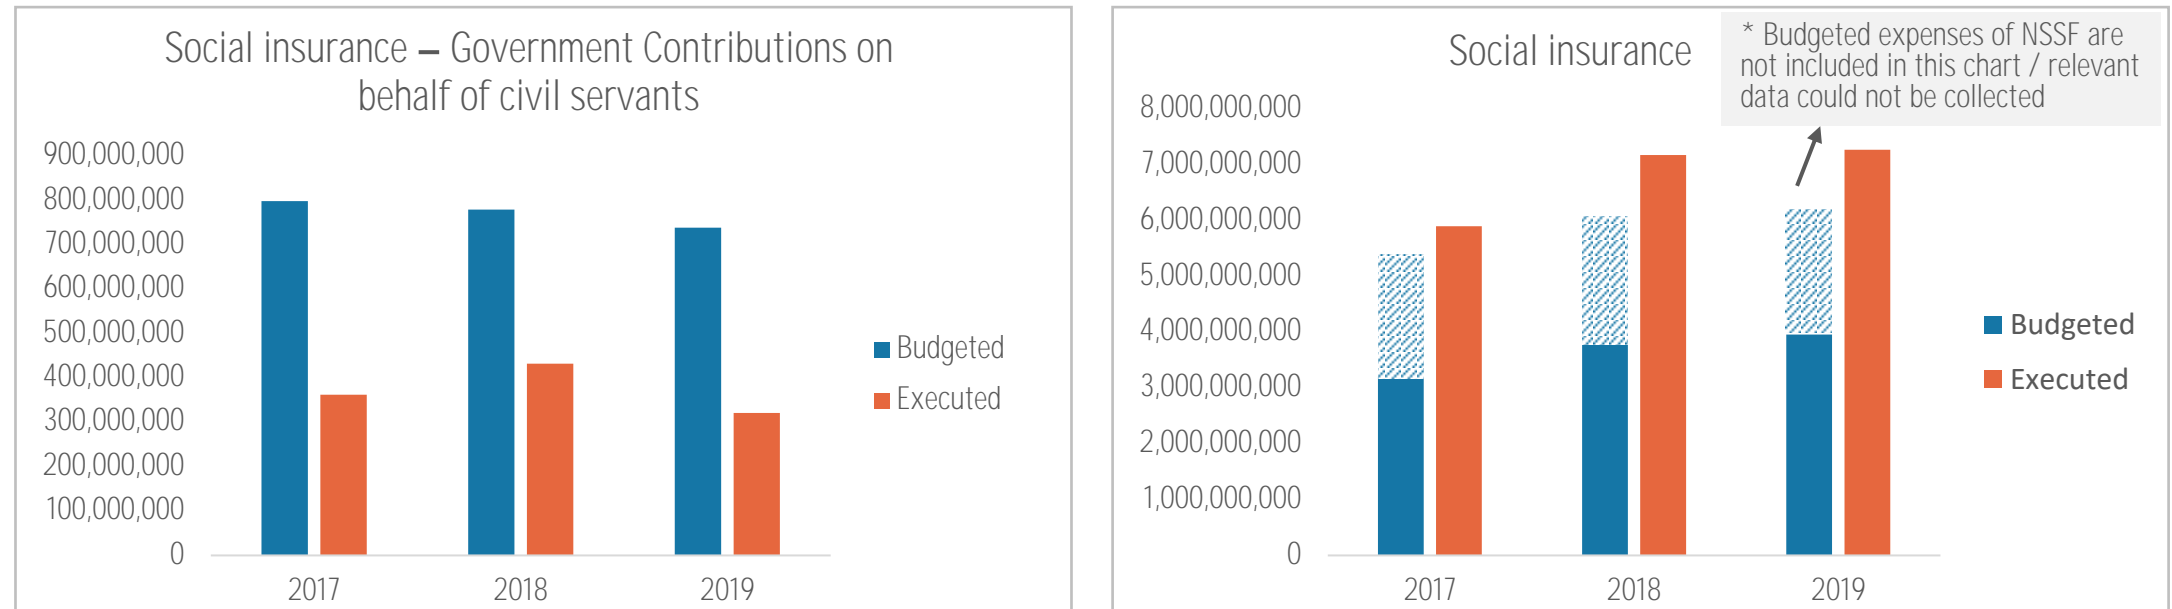 Social insurance – Government Contributions on
behalf of civil servants
900,000,000
800,000,000
700,000,000
600,000,000
500,000,000
400,000,000
300,000,000
200,000,000
100,000,000
0
2017
2018
2019
Budgeted
Executed
Social insurance
* Budgeted expenses of NSSF are
not included in this chart / relevant
data could not be collected
8,000,000,000
7,000,000,000
6,000,000,000
5,000,000,000
4,000,000,000
3,000,000,000
2,000,000,000
1,000,000,000
0
2017
2018
2019
Budgeted
Executed